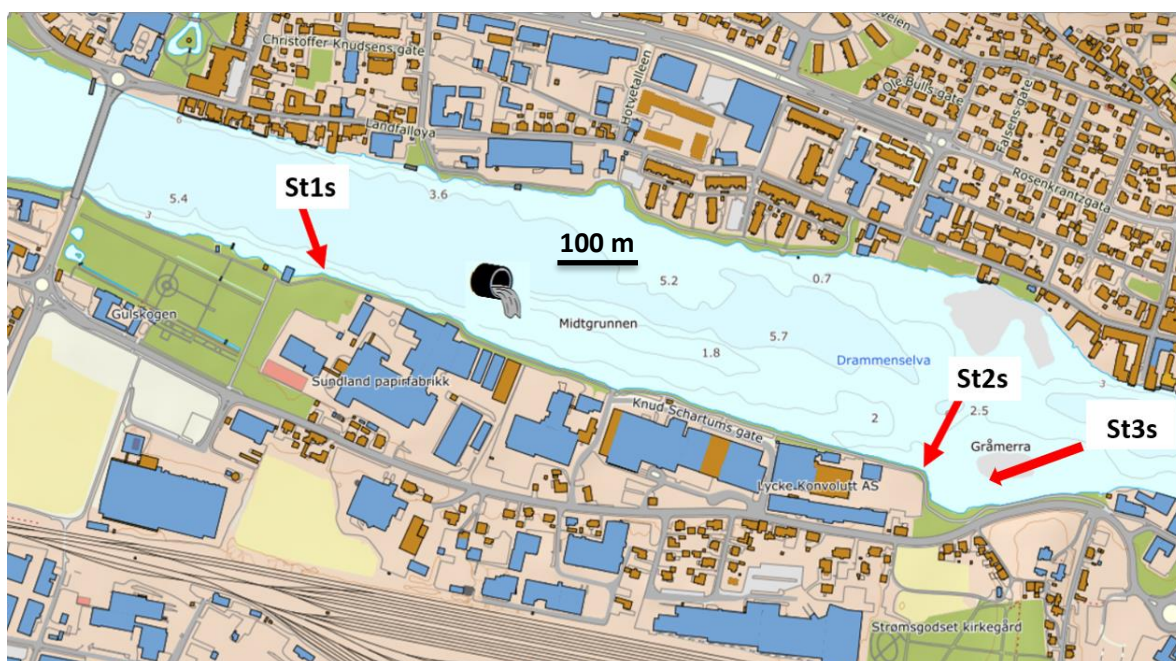 Christoffer Knudsens gate
Landfalløya
Hotvetalleen
Ole Bulls gate
Falsens gate
Rosenkrantzgata
6
St1s
5.4
3
3.6
100 m
5.2
0.7
Midtgrunnen
5.7
1.8
Drammenselva
3
Gulskogen
Sundland papirfabrikk
St2s
2
2.5
St3s
Knud Schartums gate
Gråmerra
Lycke Konvolutt AS
Strømsgodset kirkegård